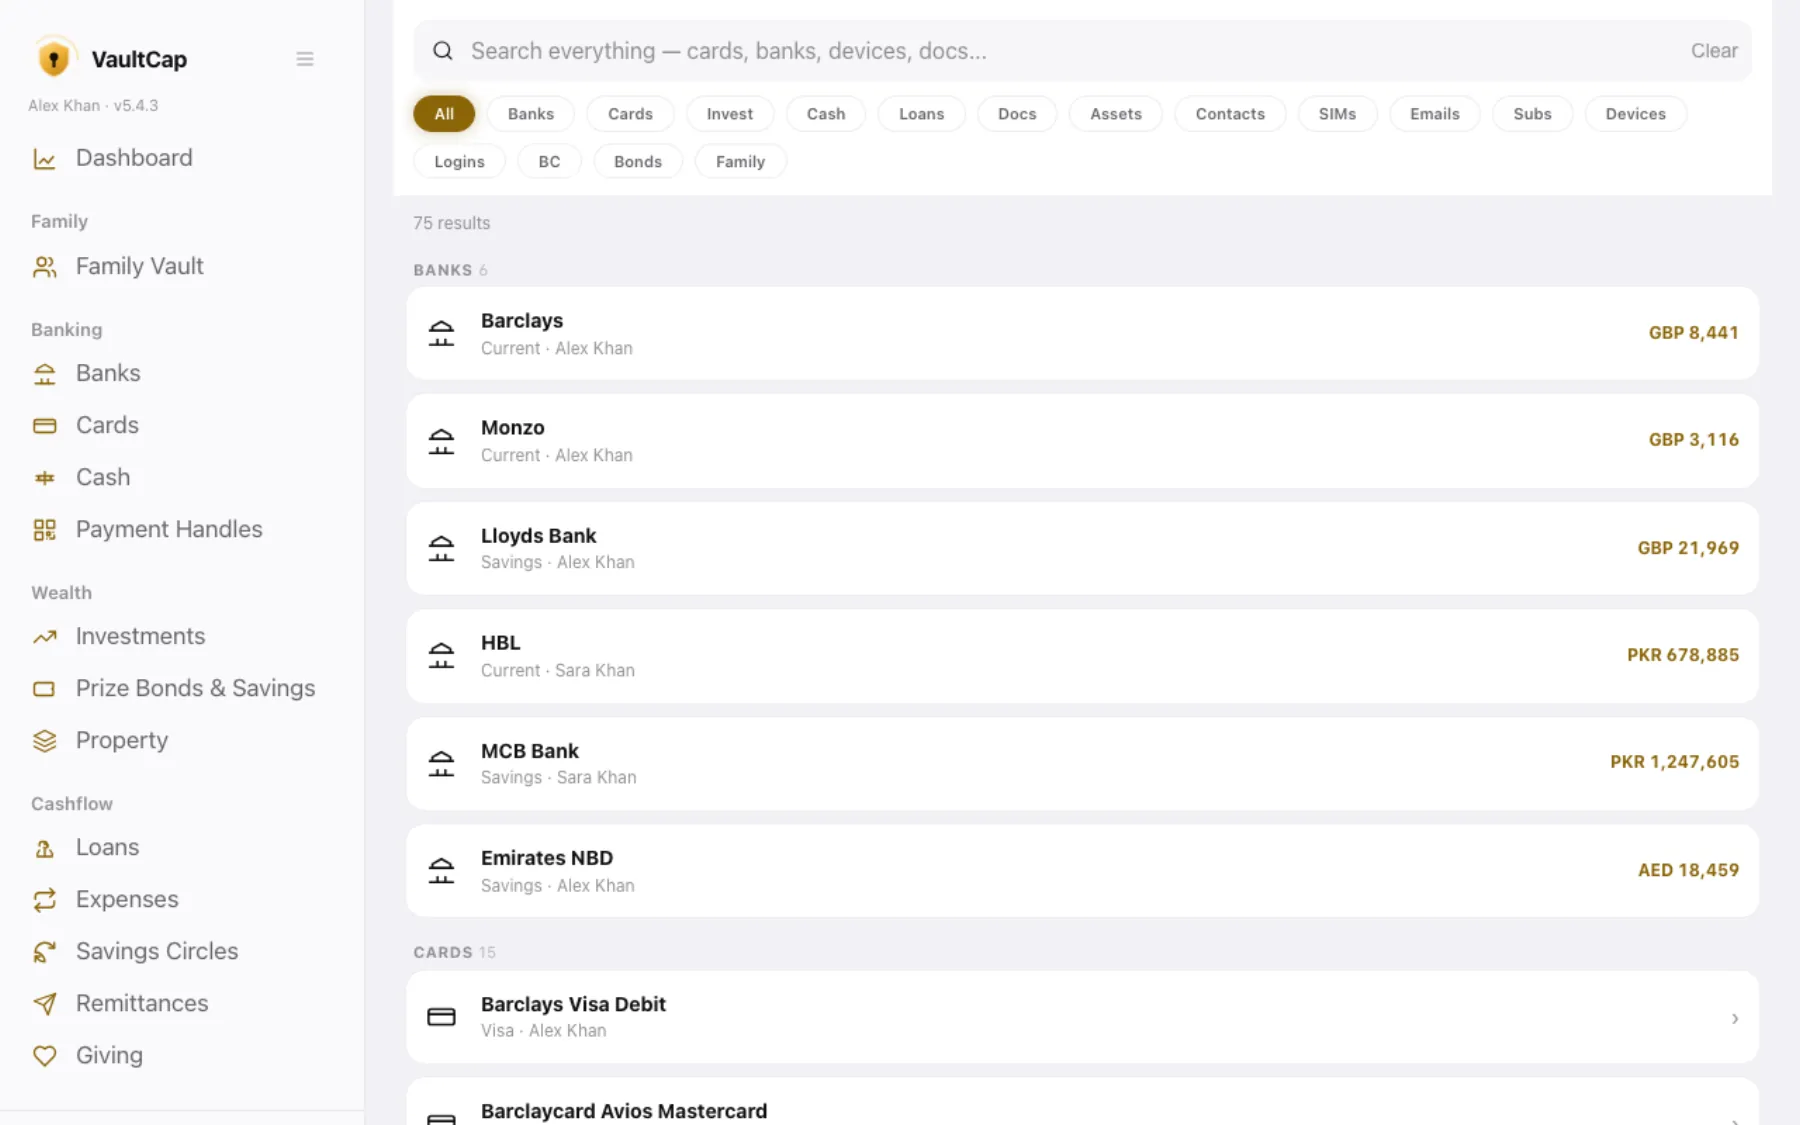 VaultCap
Alex Khan · v5.4.3
Dashboard
Family
Family Vault
Banking
Banks
Cards
Cash
Payment Handles
Wealth
Investments
Prize Bonds & Savings
Property
Cashflow
Loans
Expenses
Savings Circles
Remittances
Giving
Search everything — cards, banks, devices, docs...
Clear
All Banks Cards Invest Cash Loans Docs Assets Contacts SIMs Emails Subs Devices
Logins BC Bonds Family
75 results
BANKS 6
Barclays
Current · Alex Khan
GBP 8,441
Monzo
Current · Alex Khan
GBP 3,116
Lloyds Bank
Savings · Alex Khan
GBP 21,969
HBL
Current · Sara Khan
PKR 678,885
MCB Bank
Savings · Sara Khan
PKR 1,247,605
Emirates NBD
Savings · Alex Khan
AED 18,459
CARDS 15
Barclays Visa Debit
Visa · Alex Khan
Barclaycard Avios Mastercard